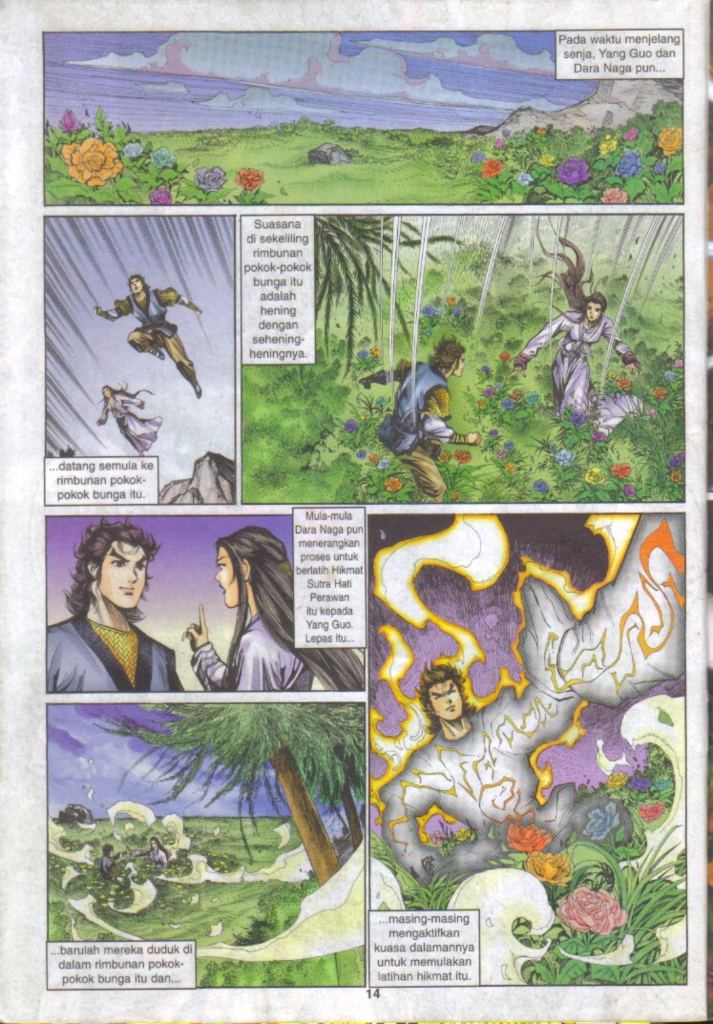 Pada waktu menjelang
senja, Yang Guo dan
Dara Naga pun...
...datang semula ke
rimbunan pokok-
pokok bunga itu.
Suasana
di sekeliling
rimbunan
pokok-pokok
bunga itu
adalah
hening
dengan
sehening-
heningnya.
Mula-mula
Dara Naga pun
menerangkan
proses untuk
berlatih Hikmat
Sutra Hati
Perawan
itu kepada
Yang Guo.
Lepas itu...
...barulah mereka duduk di
dalam rimbunan pokok-
pokok bunga itu dan...
...masing-masing
mengaktifkan
kuasa dalamannya
untuk memulakan
latihan hikmat itu.
14